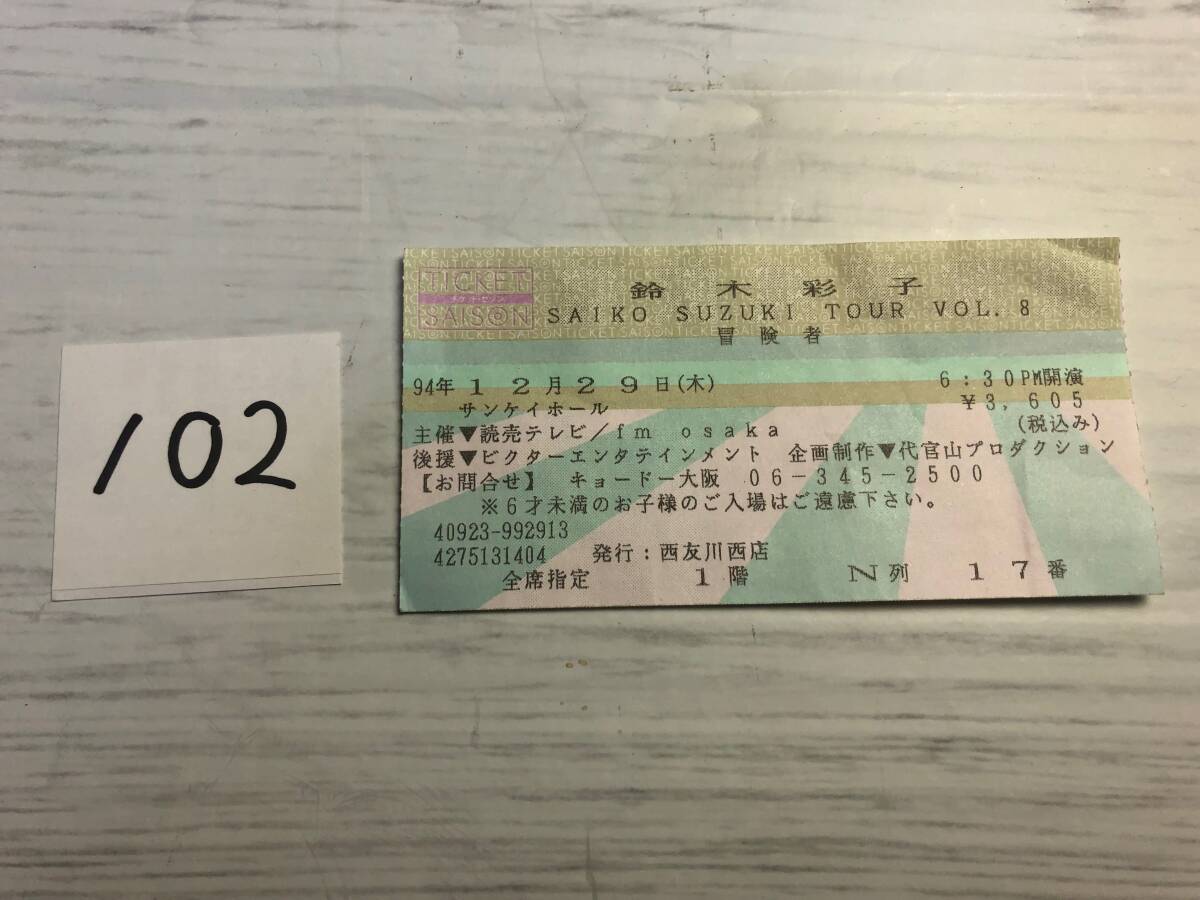 102
TICKET
チケット・セゾン
SAISON
鈴木彩子
SAIKO SUZUKI TOUR VOL.8
冒険者
94年12月29日(木) 6:30PM開演
サンケイホール ¥3,605
主催▼読売テレビ/fm osaka (税込み)
後援▼ビクターエンタテインメント 企画制作▼代官山プロダクション
【お問合せ】 キョードー大阪 06-345-2500
※6才未満のお子様のご入場はご遠慮下さい。
40923-992913
4275131404 発行:西友川西店
全席指定 1階 N列 17番